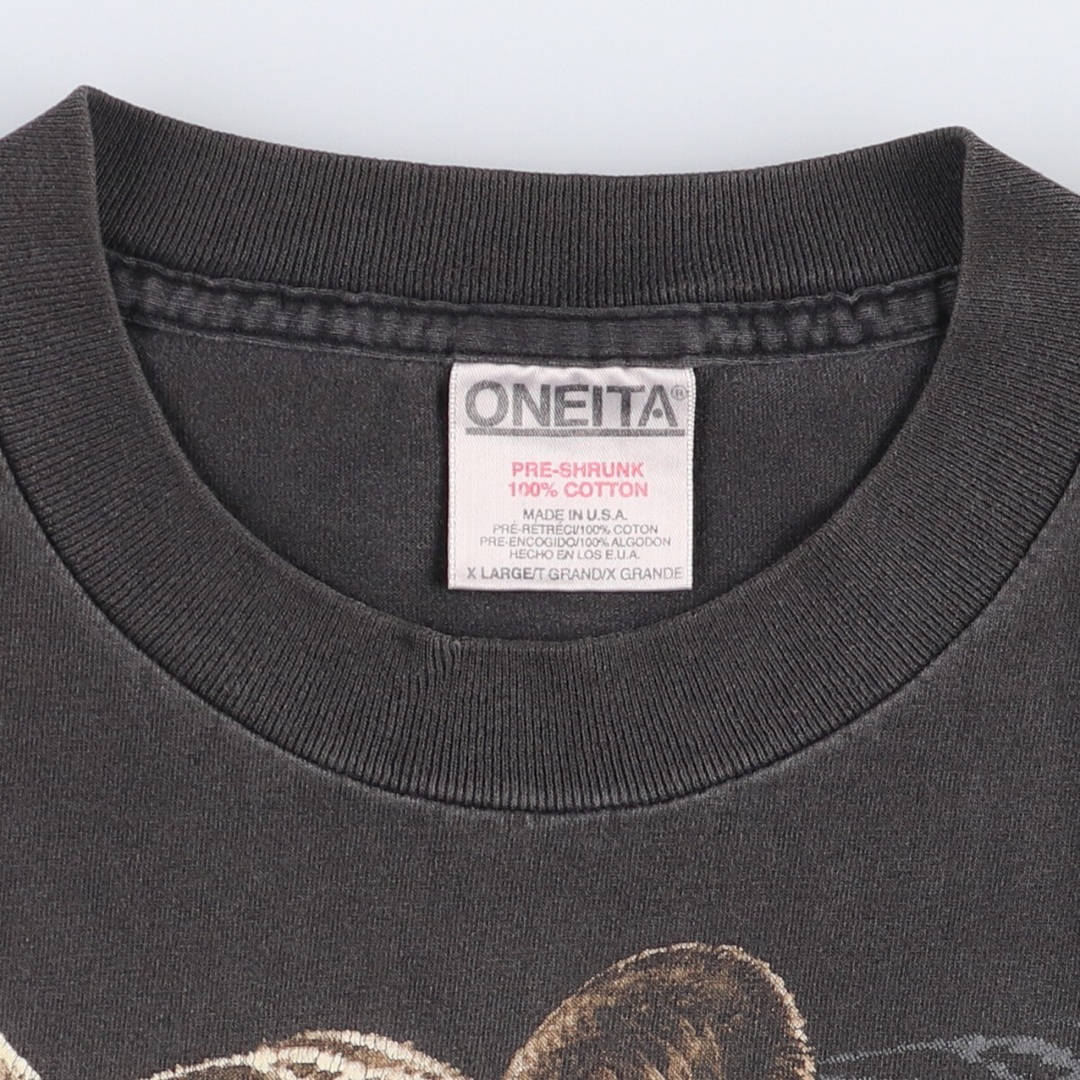 ONEITA®
PRE-SHRUNK
100% COTTON
MADE IN U.S.A.
PRÉ-RÉTRÉCI/100% COTON
PRE-ENCOGIDO/100% ALGODON
HECHO EN LOS E.U.A.
X LARGE/T GRAND/X GRANDE